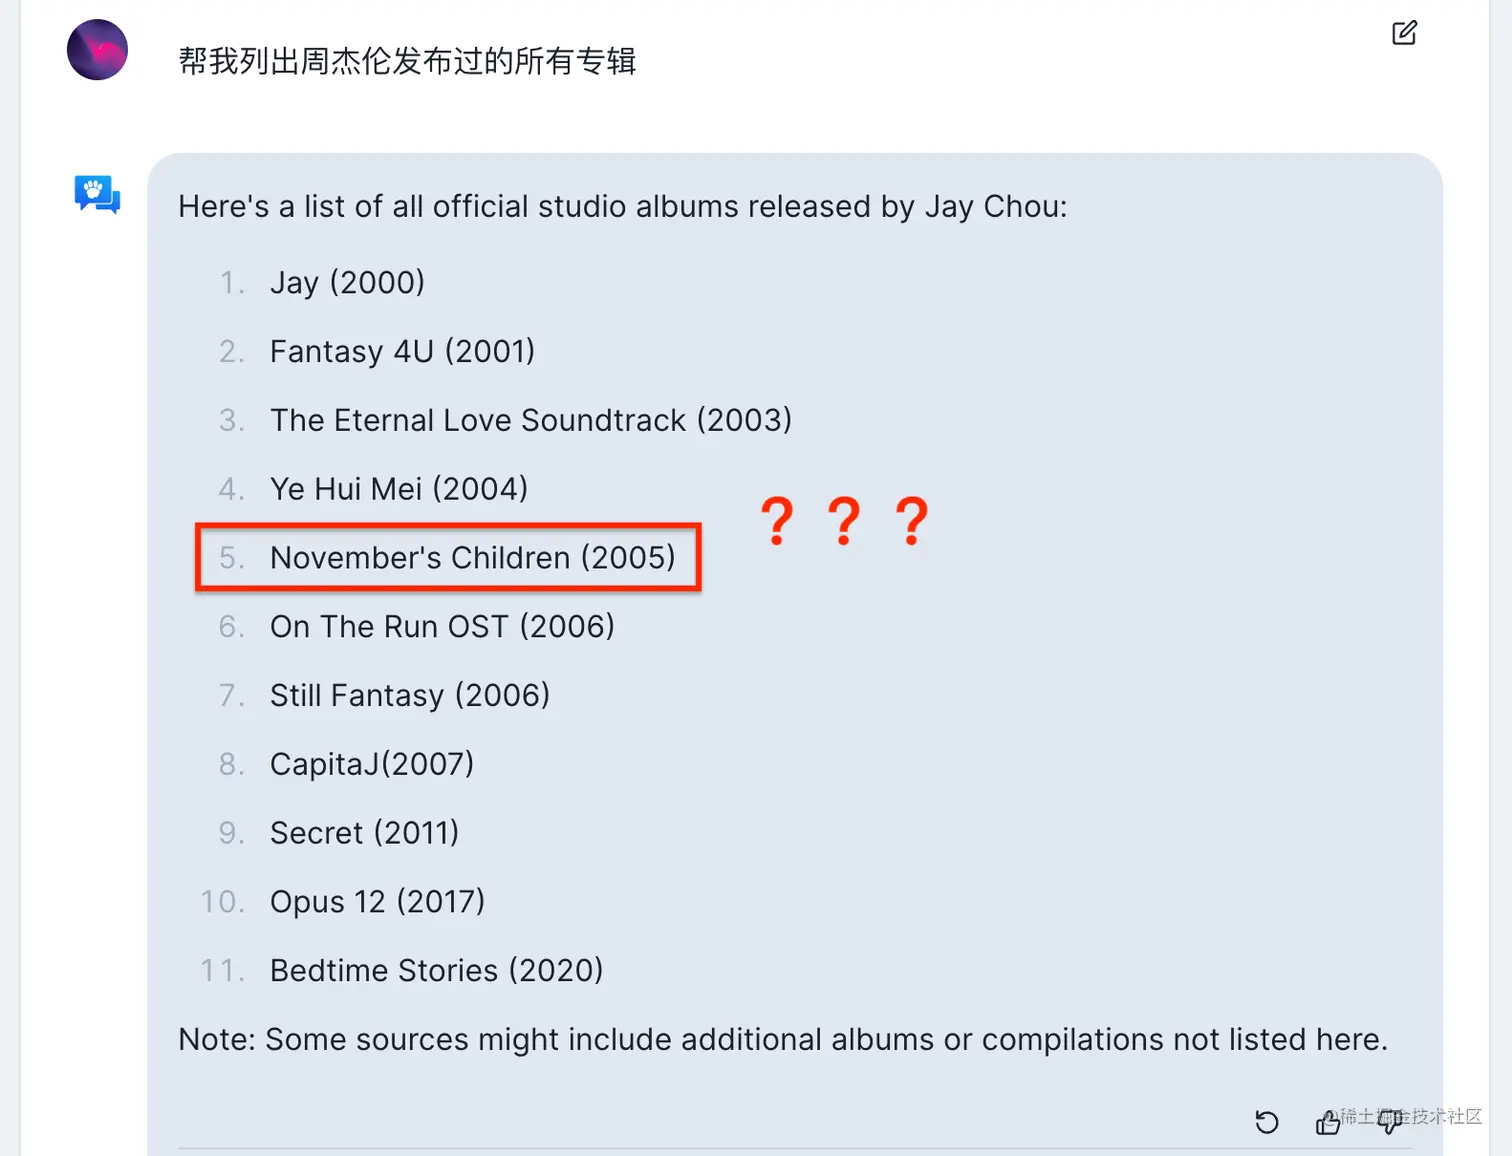 帮我列出周杰伦发布过的所有专辑
Here's a list of all official studio albums released by Jay Chou:
1. Jay (2000)
2. Fantasy 4U (2001)
3. The Eternal Love Soundtrack (2003)
4. Ye Hui Mei (2004)
？？？
5. November's Children (2005)
6. On The Run OST (2006)
7. Still Fantasy (2006)
8. CapitaJ(2007)
9. Secret (2011)
10. Opus 12 (2017)
11. Bedtime Stories (2020)
Note: Some sources might include additional albums or compilations not listed here.
@稀土掘金技术社区